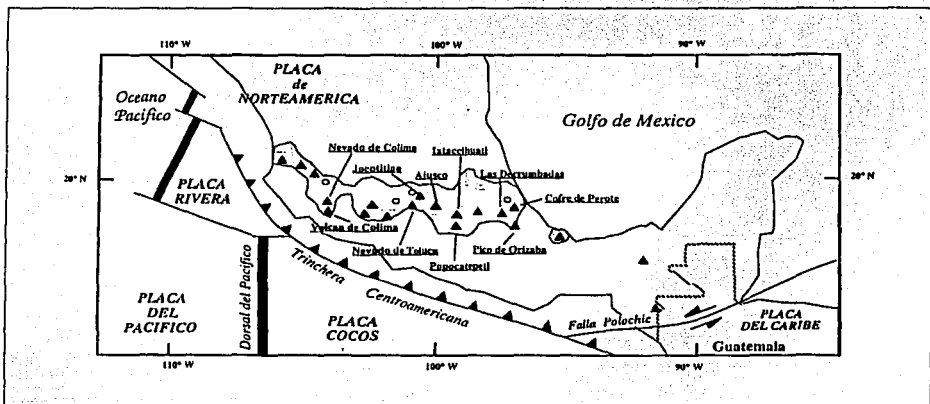 110° W
100° W
90° W
PLACA
de
NORTEAMERICA
Oceano
Pacifico
Golfo de Mexico
Nevado de Colima
Iztaccihuatl
Jocotitlan
Ajusco
Las Derrumbadas
20° N
20° N
PLACA
RIVERA
Cofre de Perote
Volcan de Colima
Nevado de Toluca
Pico de Orizaba
Popocatepetl
Trinchera
Centroamericana
Dorsal del Pacifico
PLACA
DEL
PACIFICO
PLACA
COCOS
Falla Polochic
PLACA
DEL CARIBE
Guatemala
110° W
100° W
90° W